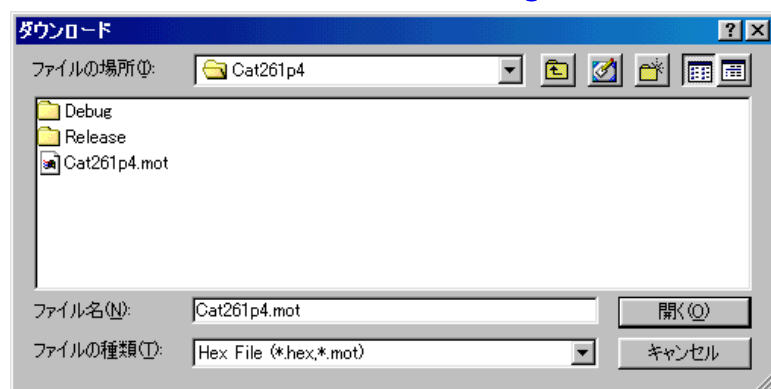 ダウンロード
ファイルの場所(I):
Cat261p4
Debug
Release
Cat261p4.mot
ファイル名(N):
Cat261p4.mot
開く(O)
ファイルの種類(T):
Hex File (*.hex,*.mot)
キャンセル